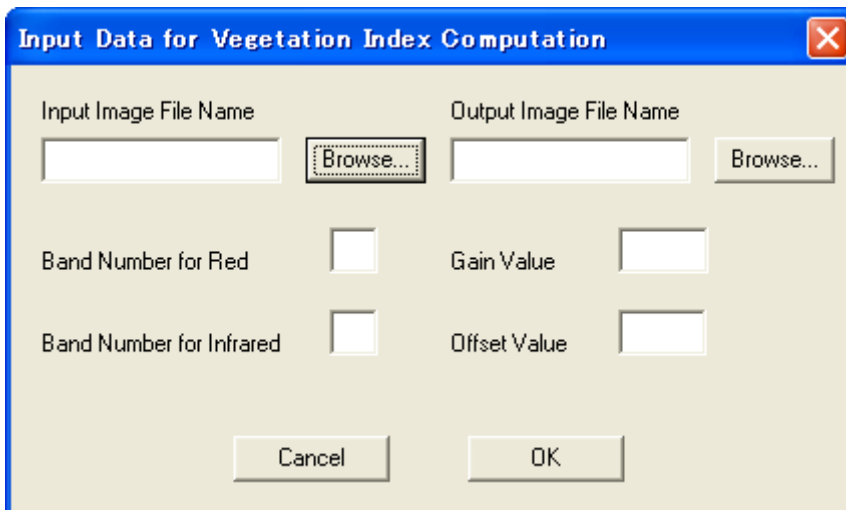 Input Data for Vegetation Index Computation
Input Image File Name
Output Image File Name
Browse...
Browse...
Band Number for Red
Gain Value
Band Number for Infrared
Offset Value
Cancel
OK